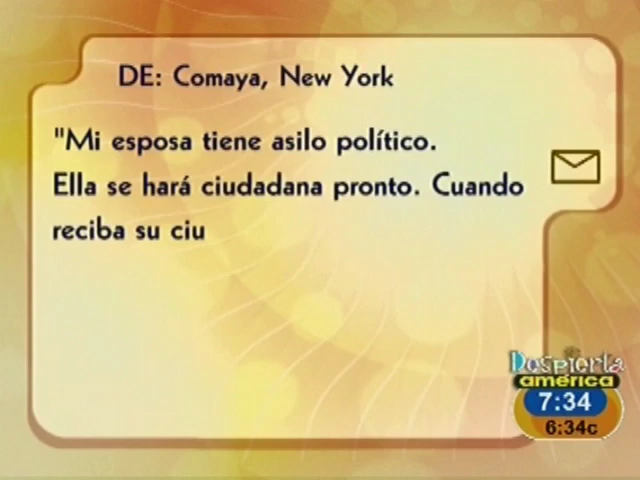 DE: Comaya, New York
"Mi esposa tiene asilo político.
Ella se hará ciudadana pronto. Cuando
reciba su ciu
Despierta
américa
7:34
6:34c